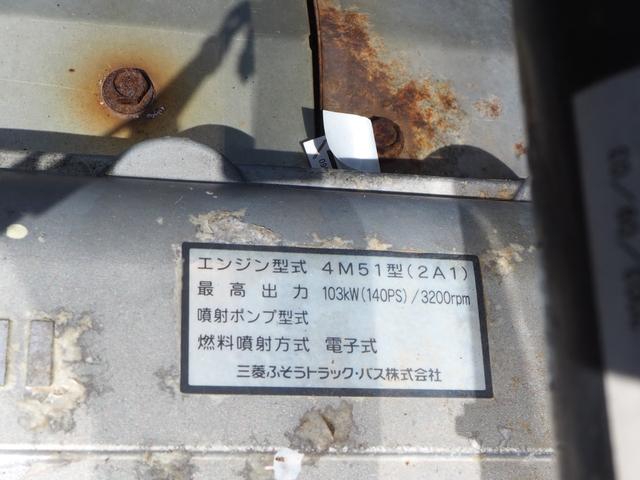 エンジン型式 4M51型(2A1)
最高出力 103kW(140PS)/3200rpm
噴射ポンプ型式
燃料噴射方式 電子式
三菱ふそうトラック・バス株式会社